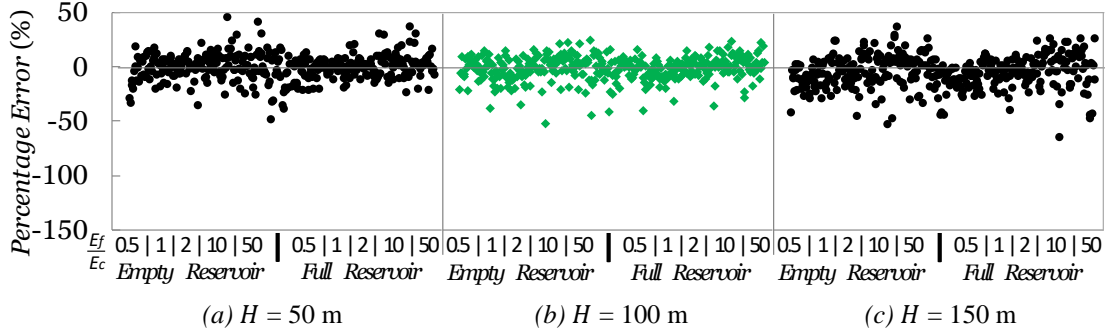 Percentage Error (%)
50
0
-50
-100
-150
Ef
Ec
0.5 | 1 | 2 | 10 | 50 | 0.5 | 1 | 2 | 10 | 50
Empty Reservoir Full Reservoir
0.5 | 1 | 2 | 10 | 50 | 0.5 | 1 | 2 | 10 | 50
Empty Reservoir Full Reservoir
0.5 | 1 | 2 | 10 | 50 | 0.5 | 1 | 2 | 10 | 50
Empty Reservoir Full Reservoir
(a) H = 50 m
(b) H = 100 m
(c) H = 150 m